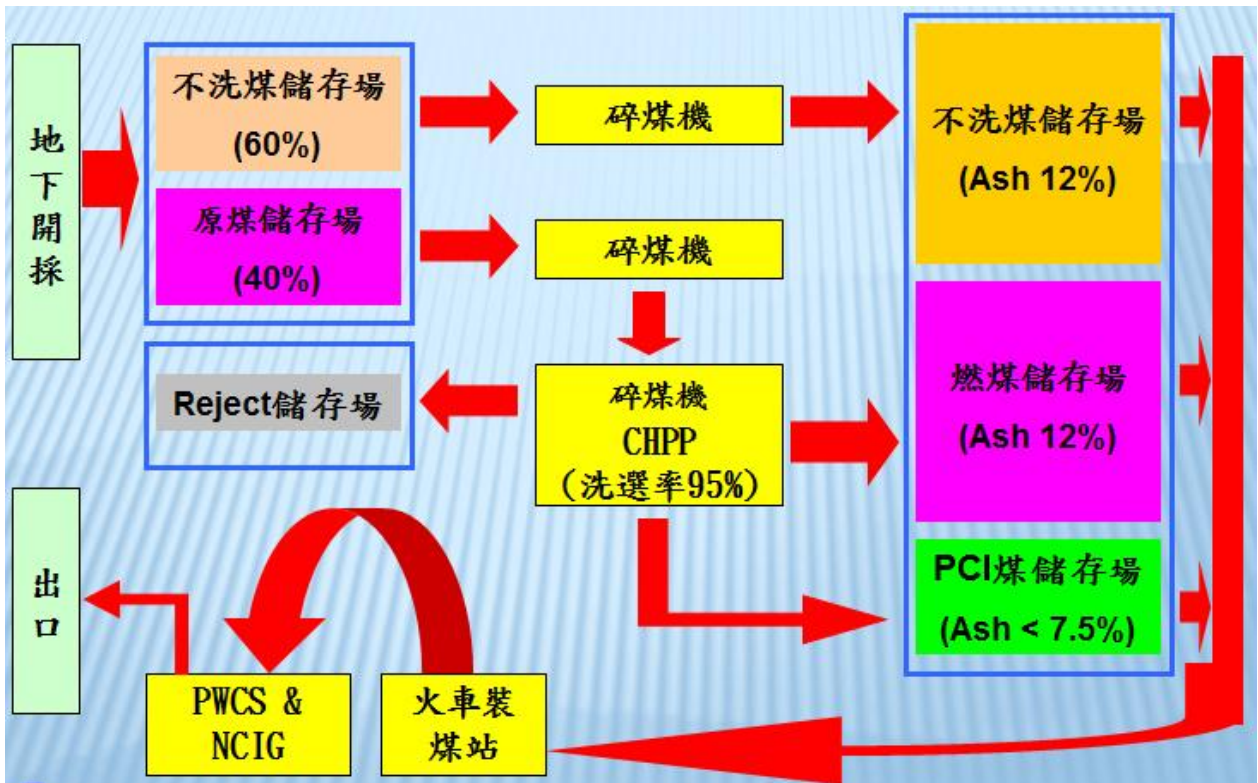 地下開採
不洗煤儲存場
(60%)
碎煤機
不洗煤儲存場
(Ash 12%)
原煤儲存場
(40%)
碎煤機
燃煤儲存場
(Ash 12%)
Reject儲存場
碎煤機
CHPP
(洗選率95%)
PCI煤儲存場
(Ash < 7.5%)
出口
PWCS &
NCIG
火車裝
煤站